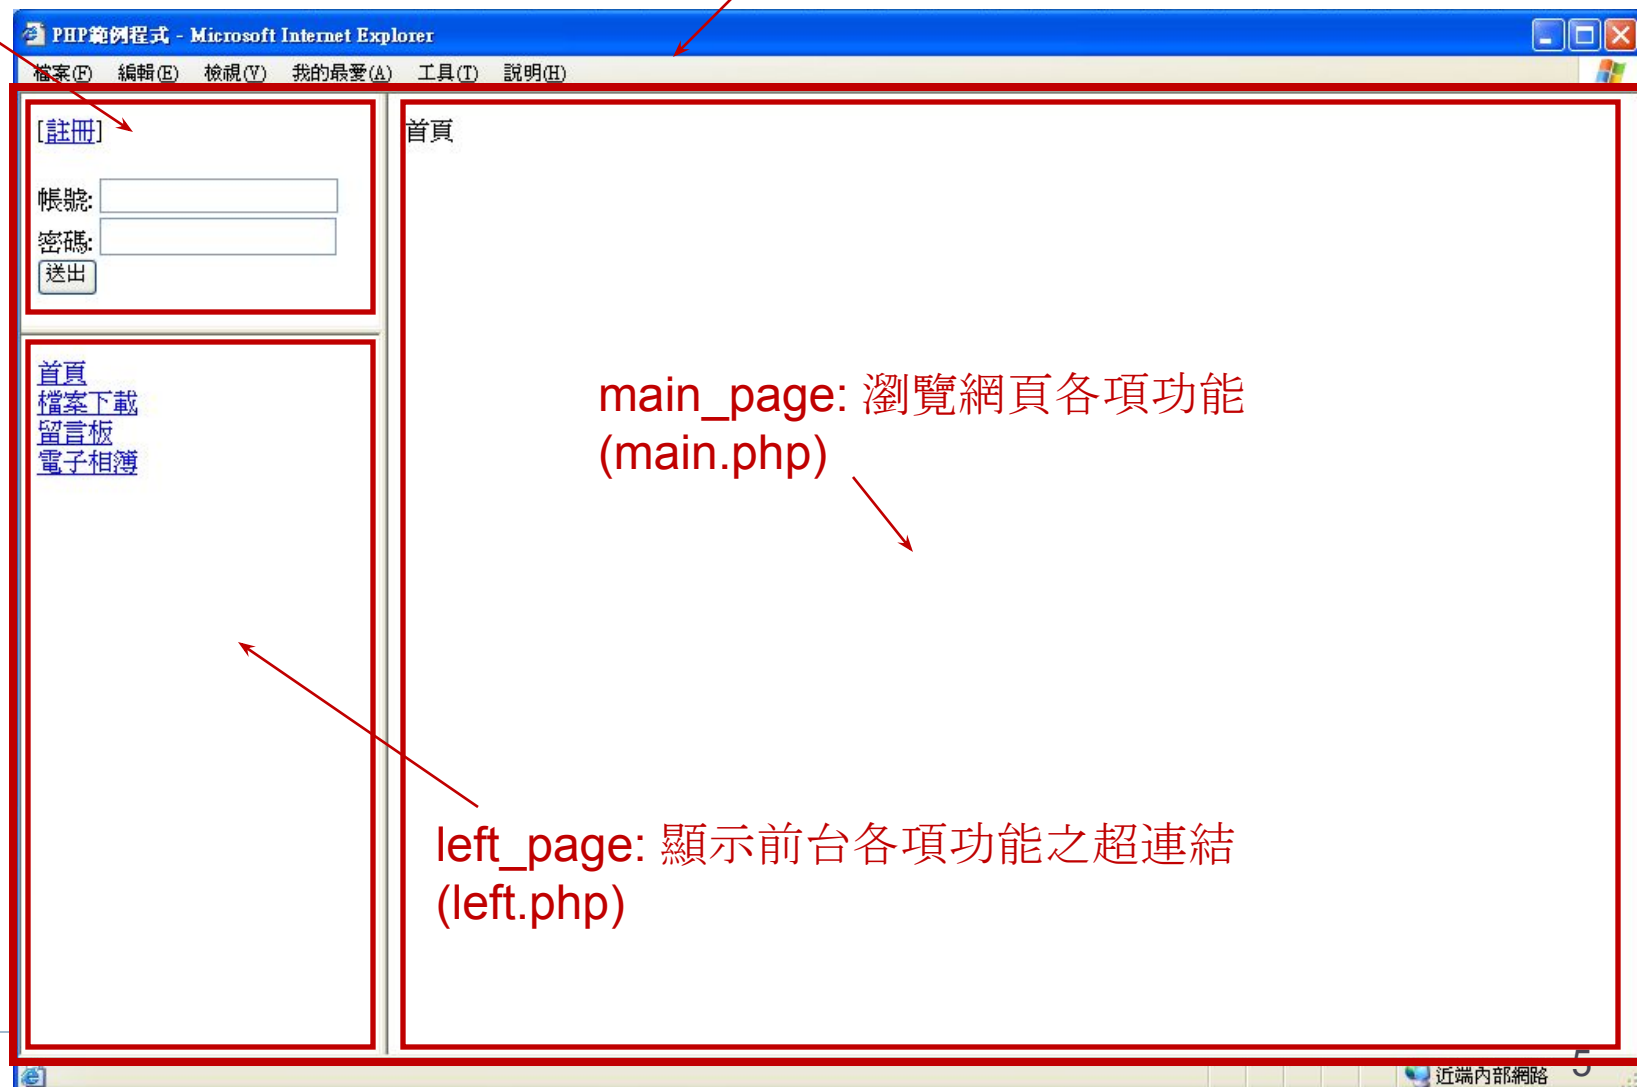 PHP範例程式 - Microsoft Internet Explorer
檔案(F) 編輯(E) 檢視(V) 我的最愛(A) 工具(T) 說明(H)
[註冊]
帳號:
密碼:
送出
首頁
檔案下載
留言板
電子相簿
首頁
main_page: 瀏覽網頁各項功能
(main.php)
left_page: 顯示前台各項功能之超連結
(left.php)
近端內部網路
5